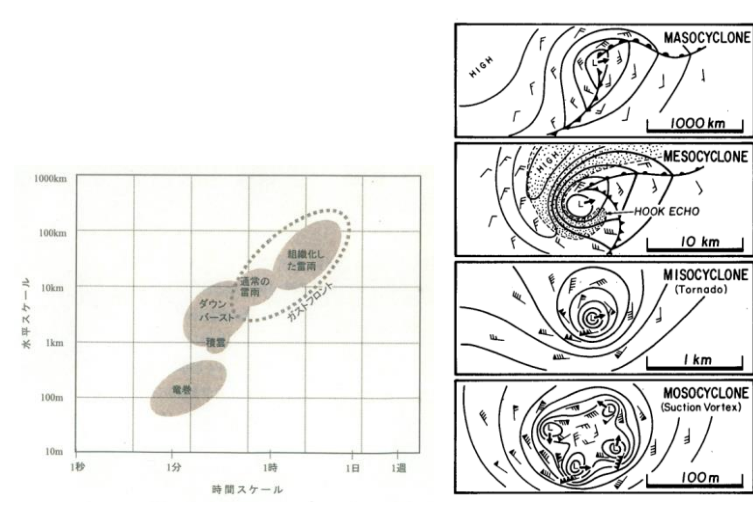 1000km
100km
10km
1km
100m
10m
水平スケール
1秒
1分
1時
1日
1週
時間スケール
組織化し
た雷雨
通常の
雷雨
ガストフロント
ダウン
バースト
積雲
竜巻
MASOCYCLONE
HIGH
L
1000 km
MESOCYCLONE
HIGH
L
HOOK ECHO
10 km
MISOCYCLONE
(Tornado)
L
1 km
MOSOCYCLONE
(Suction Vortex)
L
L
L
L
100 m